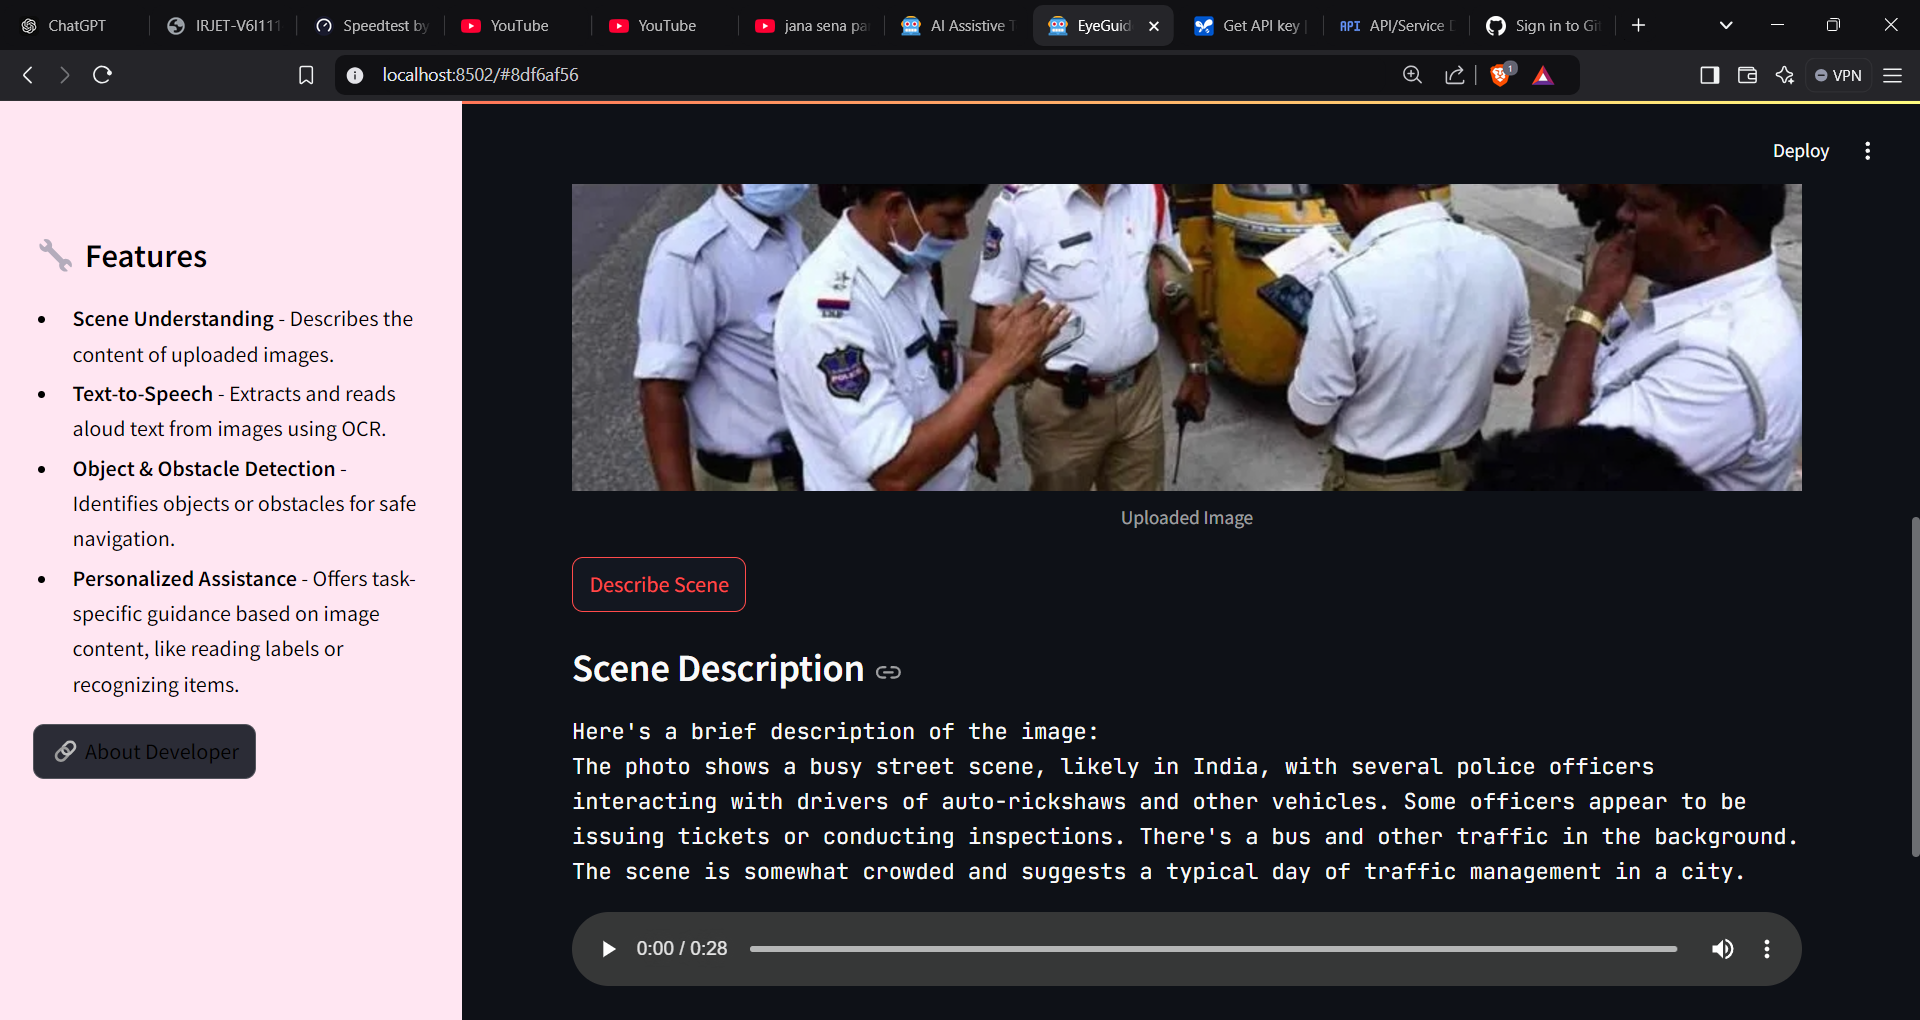 ChatGPT
IRJET-V6I111
Speedtest by
YouTube
YouTube
jana sena pa
AI Assistive T
EyeGuid
Get API key
API API/Service
Sign in to Git
localhost:8502/#8df6af56
1
VPN
Deploy
Features
Scene Understanding - Describes the
content of uploaded images.
Text-to-Speech - Extracts and reads
aloud text from images using OCR.
Object & Obstacle Detection -
Identifies objects or obstacles for safe
navigation.
Personalized Assistance - Offers task-
specific guidance based on image
content, like reading labels or
recognizing items.
About Developer
POLICE
Uploaded Image
Describe Scene
Scene Description
Here's a brief description of the image:
The photo shows a busy street scene, likely in India, with several police officers
interacting with drivers of auto-rickshaws and other vehicles. Some officers appear to be
issuing tickets or conducting inspections. There's a bus and other traffic in the background.
The scene is somewhat crowded and suggests a typical day of traffic management in a city.
0:00 / 0:28